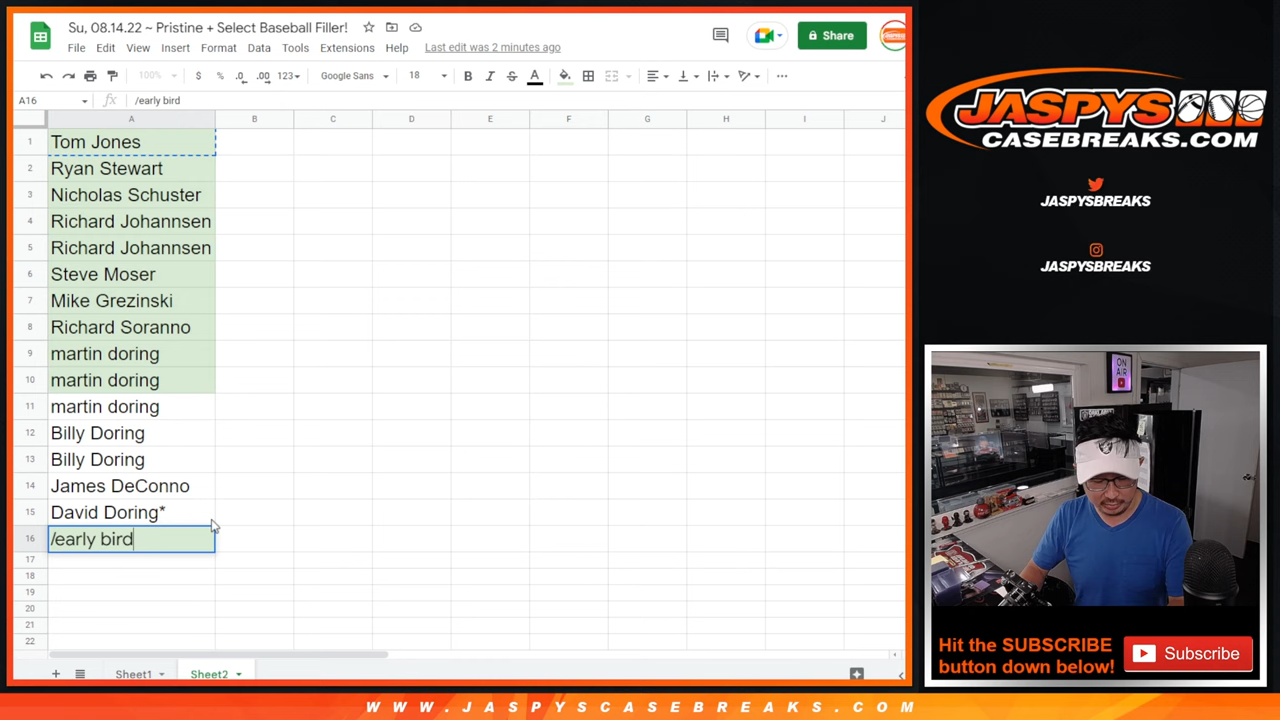 Su, 08.14.22 ~ Pristine + Select Baseball Filler!
File Edit View Insert Format Data Tools Extensions Help Last edit was 2 minutes ago
Share
100% $ % .0 .00 123 Google Sans 18 B I S A
A16 fx /early bird
A B C D E F G H I J
1 Tom Jones
2 Ryan Stewart
3 Nicholas Schuster
4 Richard Johannsen
5 Richard Johannsen
6 Steve Moser
7 Mike Grezinski
8 Richard Soranno
9 martin doring
10 martin doring
11 martin doring
12 Billy Doring
13 Billy Doring
14 James DeConno
15 David Doring*
16 /early bird
17
18
19
20
21
22
+ Sheet1 Sheet2
JASPYS
CASEBREAKS.COM
JASPYSBREAKS
JASPYSBREAKS
ON
AIR
Hit the SUBSCRIBE
button down below!
Subscribe
WWW.JASPYSCASEBREAKS.COM